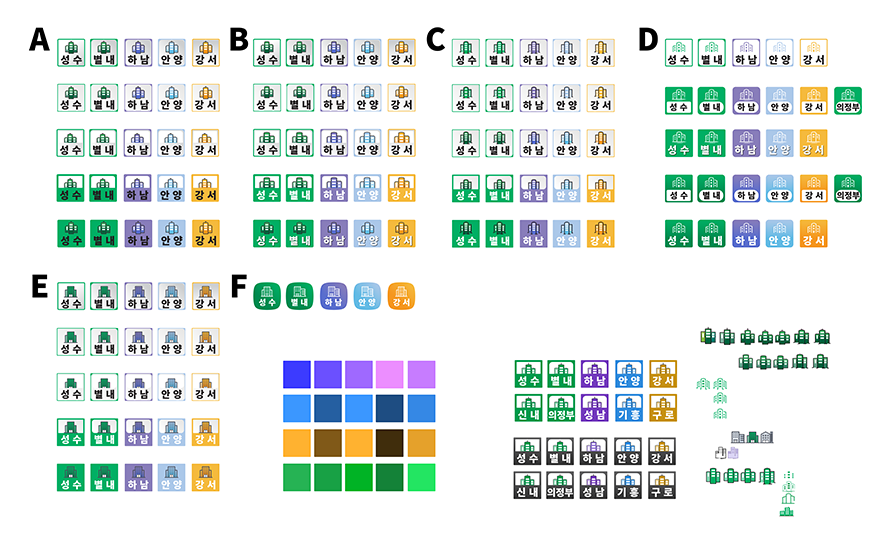 A B C D
성수 별내 하남 안양 강서 성수 별내 하남 안양 강서 성수 별내 하남 안양 강서 성수 별내 하남 안양 강서
성수 별내 하남 안양 강서 성수 별내 하남 안양 강서 성수 별내 하남 안양 강서 성수 별내 하남 안양 강서 의정부
성수 별내 하남 안양 강서 성수 별내 하남 안양 강서 성수 별내 하남 안양 강서 성수 별내 하남 안양 강서
성수 별내 하남 안양 강서 성수 별내 하남 안양 강서 성수 별내 하남 안양 강서 성수 별내 하남 안양 강서 의정부
성수 별내 하남 안양 강서 성수 별내 하남 안양 강서 성수 별내 하남 안양 강서 성수 별내 하남 안양 강서
E F
성수 별내 하남 안양 강서 성수 별내 하남 안양 강서
성수 별내 하남 안양 강서
성수 별내 하남 안양 강서
성수 별내 하남 안양 강서
성수 별내 하남 안양 강서
성수 별내 하남 안양 강서
신내 의정부 성남 기흥 구로
성수 별내 하남 안양 강서
신내 의정부 성남 기흥 구로